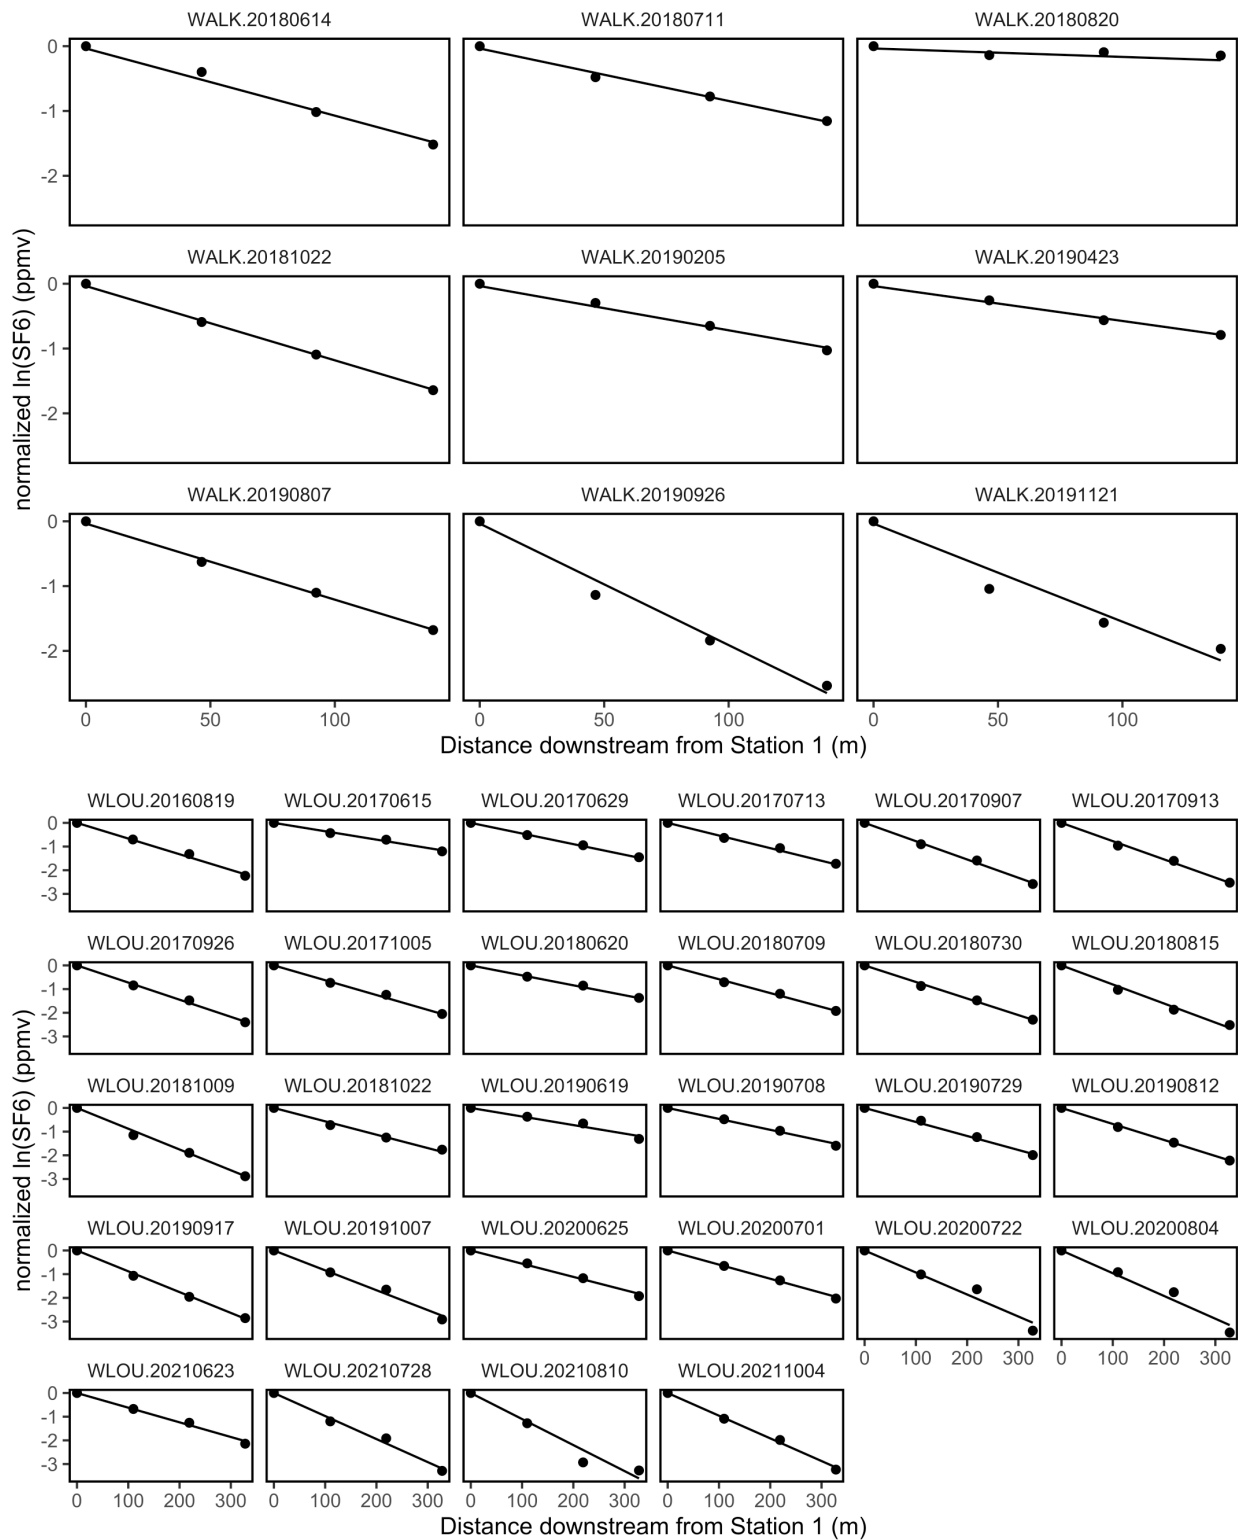 WALK.20180614 WALK.20180711 WALK.20180820
0
-1
-2
WALK.20181022 WALK.20190205 WALK.20190423
0
-1
-2
normalized ln(SF6) (ppmv)
WALK.20190807 WALK.20190926 WALK.20191121
0
-1
-2
0 50 100 0 50 100 0 50 100
Distance downstream from Station 1 (m)
WLOU.20160819 WLOU.20170615 WLOU.20170629 WLOU.20170713 WLOU.20170907 WLOU.20170913
0
-1
-2
-3
WLOU.20170926 WLOU.20171005 WLOU.20180620 WLOU.20180709 WLOU.20180730 WLOU.20180815
0
-1
-2
-3
normalized ln(SF6) (ppmv)
WLOU.20181009 WLOU.20181022 WLOU.20190619 WLOU.20190708 WLOU.20190729 WLOU.20190812
0
-1
-2
-3
WLOU.20190917 WLOU.20191007 WLOU.20200625 WLOU.20200701 WLOU.20200722 WLOU.20200804
0
-1
-2
-3
0 100 200 300 0 100 200 300
WLOU.20210623 WLOU.20210728 WLOU.20210810 WLOU.20211004
0
-1
-2
-3
0 100 200 300 0 100 200 300 0 100 200 300 0 100 200 300
Distance downstream from Station 1 (m)